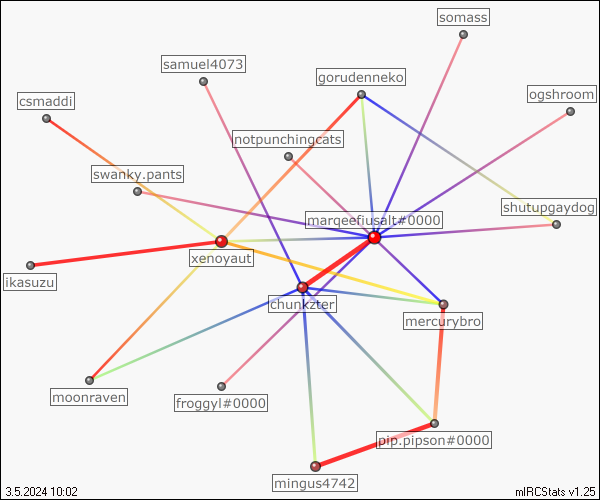 somass
samuel4073
gorudenneko
ogshroom
csmaddi
notpunchingcats
swanky.pants
shutupgaydog
marqeefiusalt#0000
xenoyaut
ikasuzu
chunkzter
mercurybro
moonraven
froggyl#0000
pip.pipson#0000
mingus4742
3.5.2024 10:02
mIRCStats v1.25